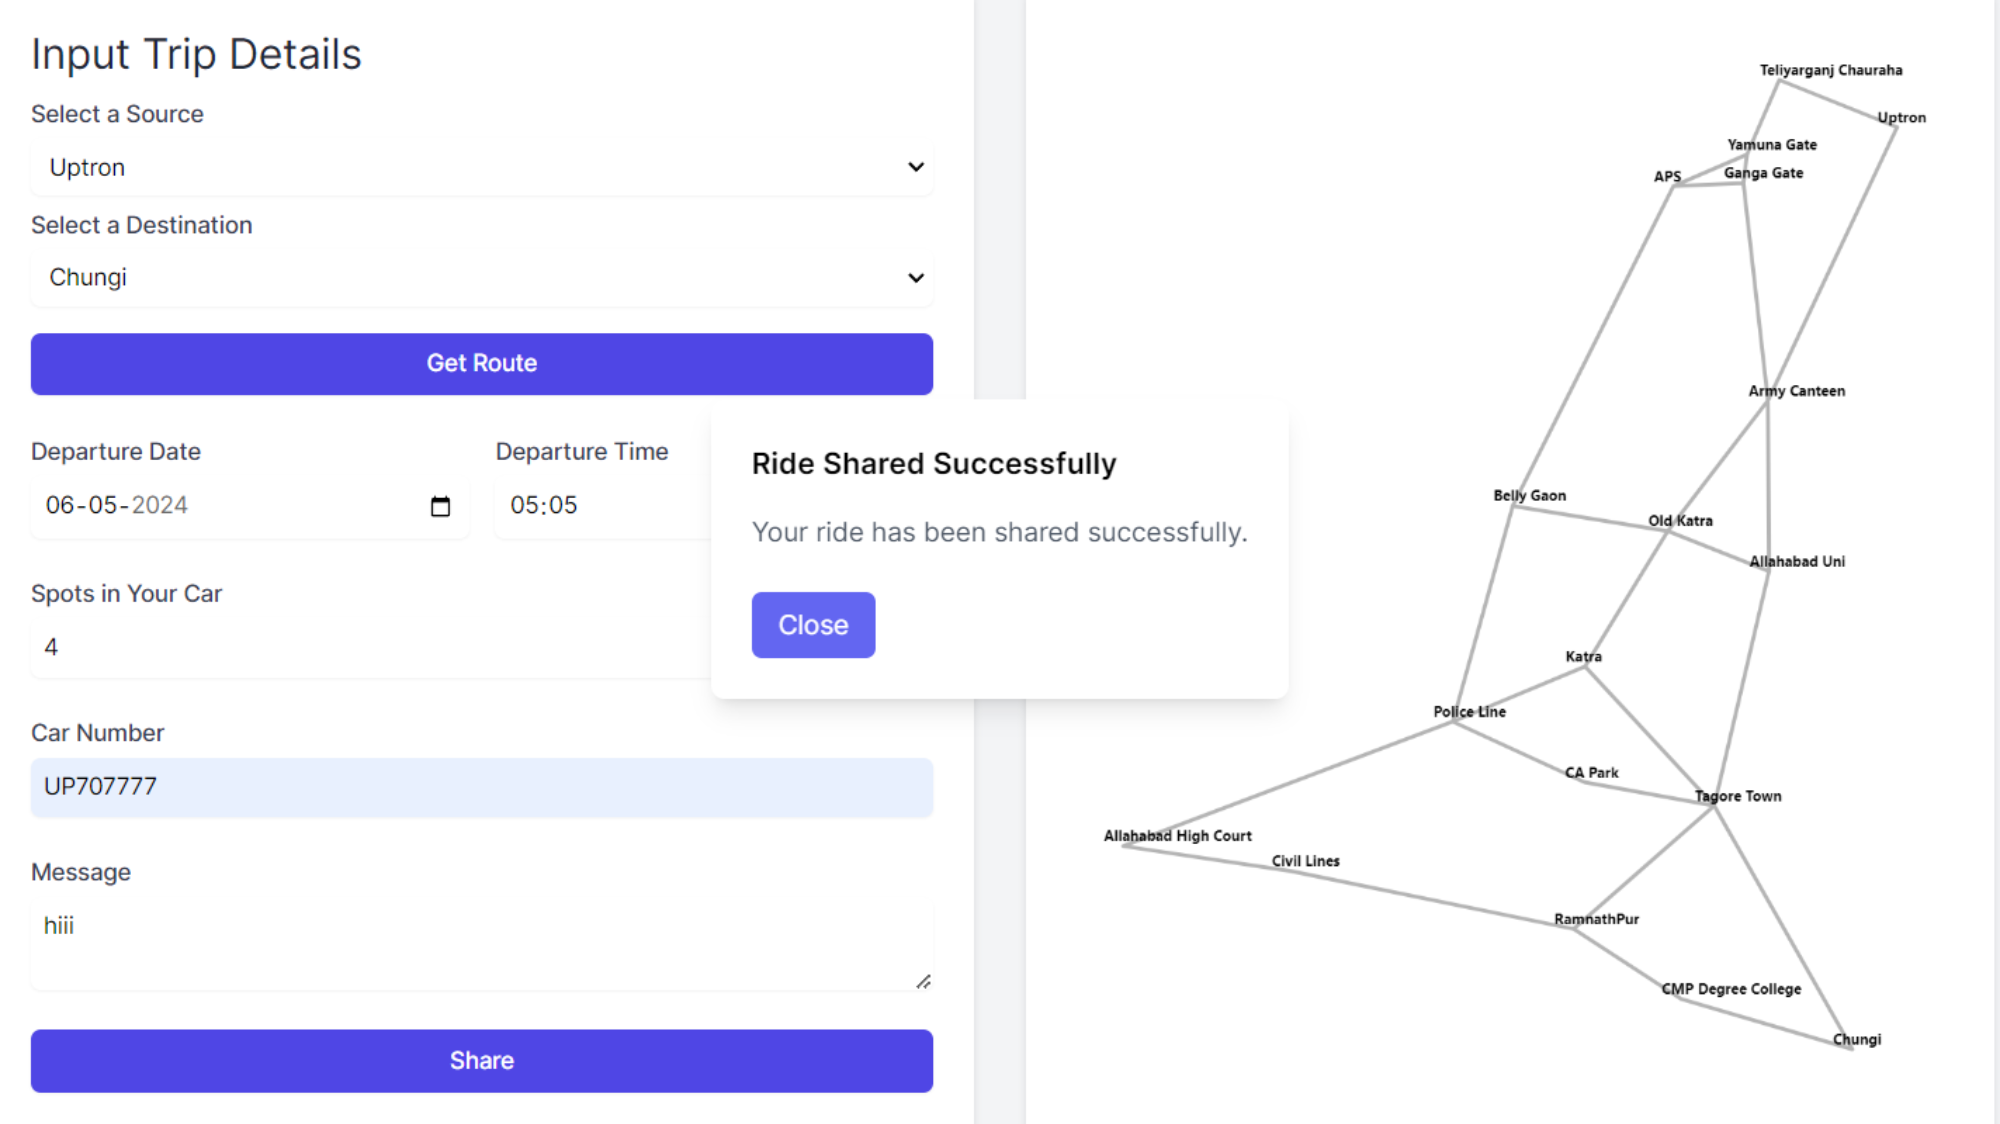 Input Trip Details
Select a Source
Uptron
Select a Destination
Chungi
Get Route
Departure Date
Departure Time
06-05-2024
05:05
Spots in Your Car
4
Car Number
UP707777
Message
hiii
Share
Ride Shared Successfully
Your ride has been shared successfully.
Close
Teliyarganj Chauraha
Uptron
Yamuna Gate
Ganga Gate
APS
Army Canteen
Belly Gaon
Old Katra
Allahabad Uni
Katra
Police Line
CA Park
Tagore Town
Allahabad High Court
Civil Lines
RamnathPur
CMP Degree College
Chungi